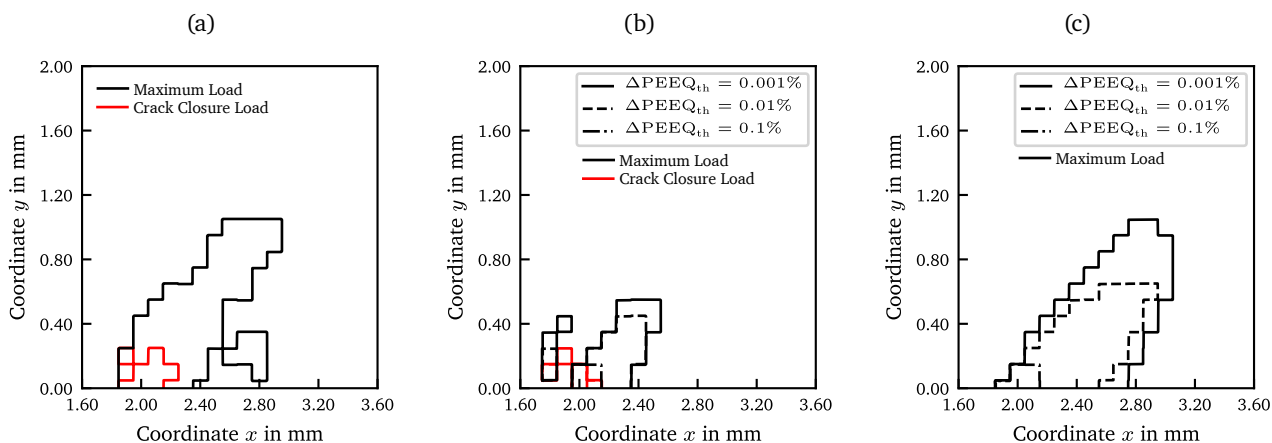 (a)
(b)
(c)
2.00
1.60
1.20
0.80
0.40
0.00
Coordinate y in mm
Maximum Load
Crack Closure Load
1.60 2.00 2.40 2.80 3.20 3.60
Coordinate x in mm
2.00
1.60
1.20
0.80
0.40
0.00
Coordinate y in mm
ΔPEEQth = 0.001%
ΔPEEQth = 0.01%
ΔPEEQth = 0.1%
Maximum Load
Crack Closure Load
1.60 2.00 2.40 2.80 3.20 3.60
Coordinate x in mm
2.00
1.60
1.20
0.80
0.40
0.00
Coordinate y in mm
ΔPEEQth = 0.001%
ΔPEEQth = 0.01%
ΔPEEQth = 0.1%
Maximum Load
1.60 2.00 2.40 2.80 3.20 3.60
Coordinate x in mm